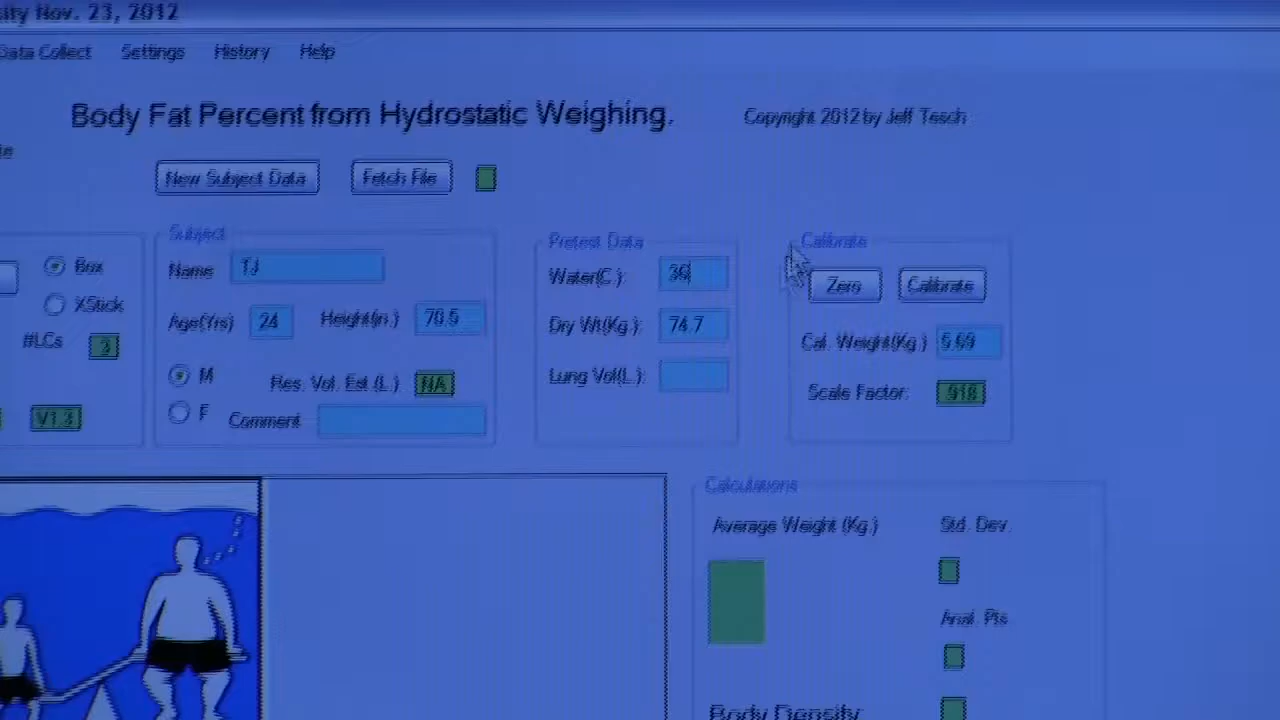 sity Nov. 23, 2012
Data Collect Settings History Help
Body Fat Percent from Hydrostatic Weighing.
Copyright 2012 by Jeff Tesch
New Subject Data Fetch File
Subject
Pretest Data
Calibrate
Box
Name TJ
Water(C.):
Zero Calibrate
XStick
Age(Yrs) 24 Height(in.) 70.5
Dry Wt(Kg.): 74.7
Cal. Weight(Kg.) 5.69
#LCs 3
M
Res. Vol. Est (L.) NA
Lung Vol(L.):
Scale Factor: .918
V1.3
F
Comment
Calculations
Average Weight (Kg.) Std. Dev.
Anal. Pts
Body Density